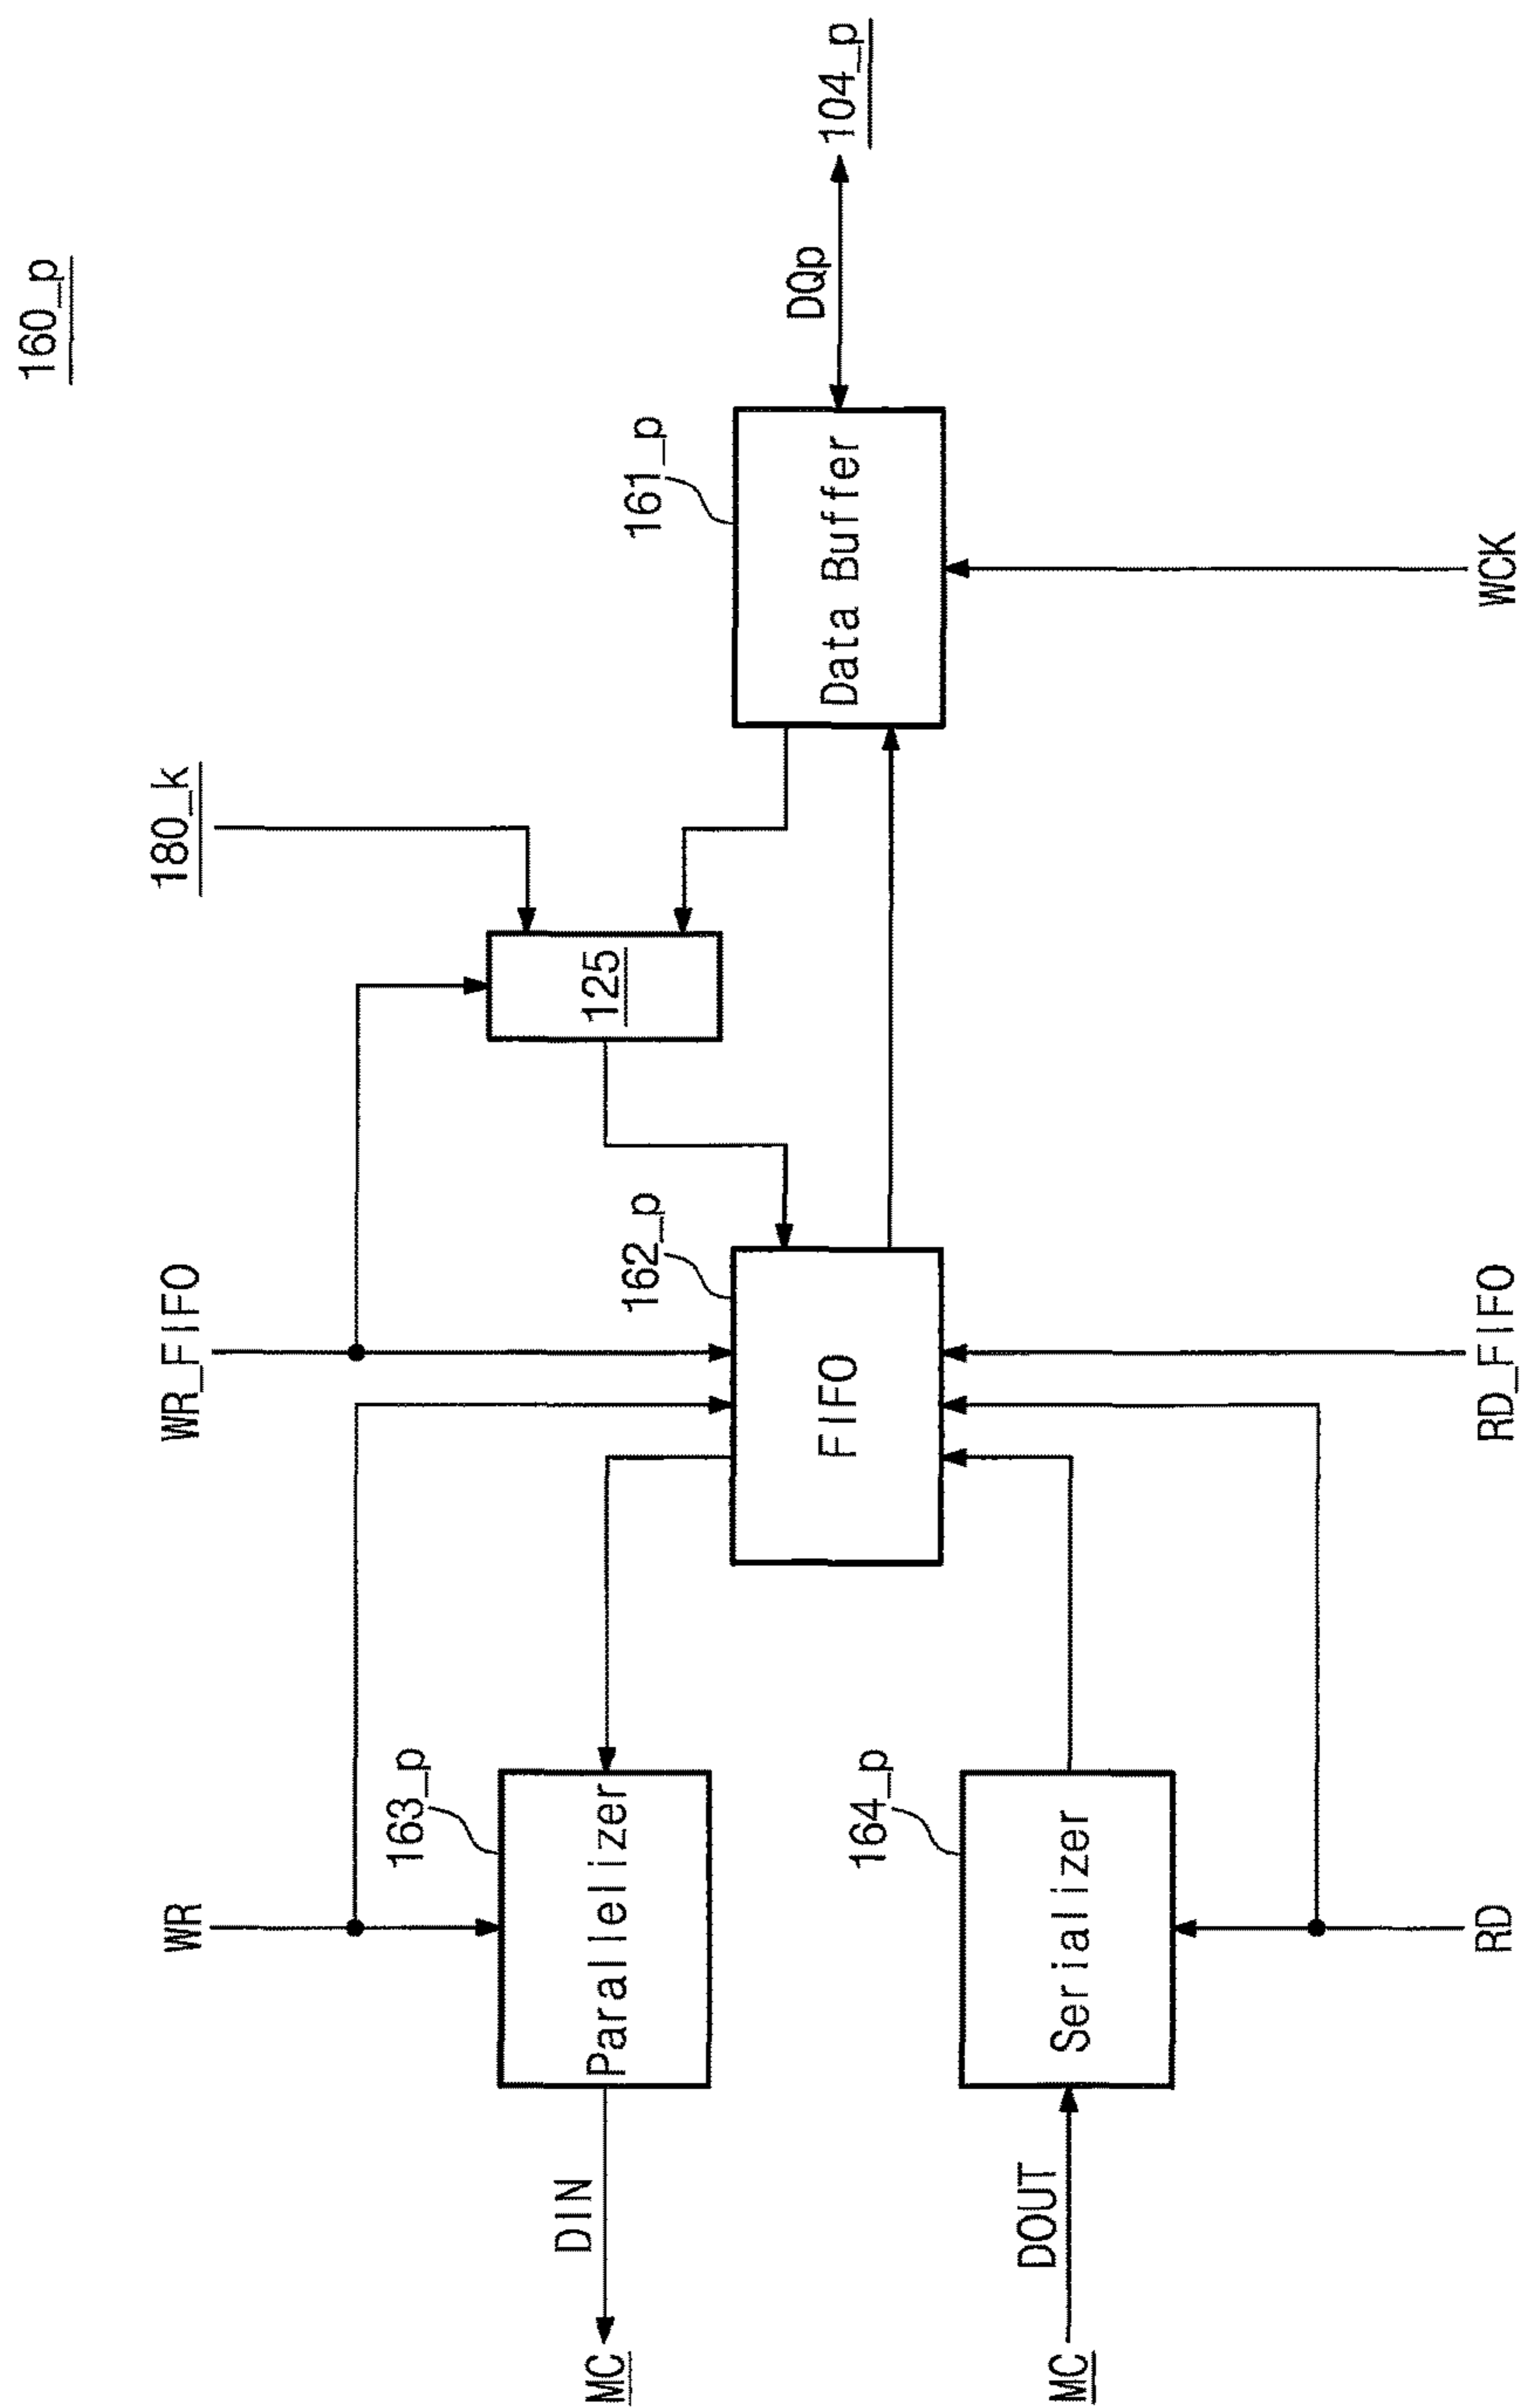 160_p
WR
WR_FIFO
180_k
163_p
DIN
MC
Parallelizer
125
162_p
161_p
DQp
FIFO
Data Buffer
104_p
164_p
DOUT
MC
Serializer
RD
RD_FIFO
WCK